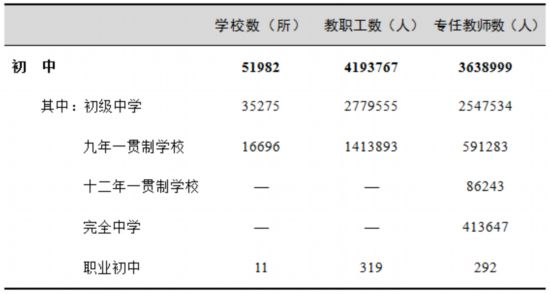 学校数（所） 教职工数（人） 专任教师数（人）
初 中 51982 4193767 3638999
其中：初级中学 35275 2779555 2547534
九年一贯制学校 16696 1413893 591283
十二年一贯制学校 — — 86243
完全中学 — — 413647
职业初中 11 319 292